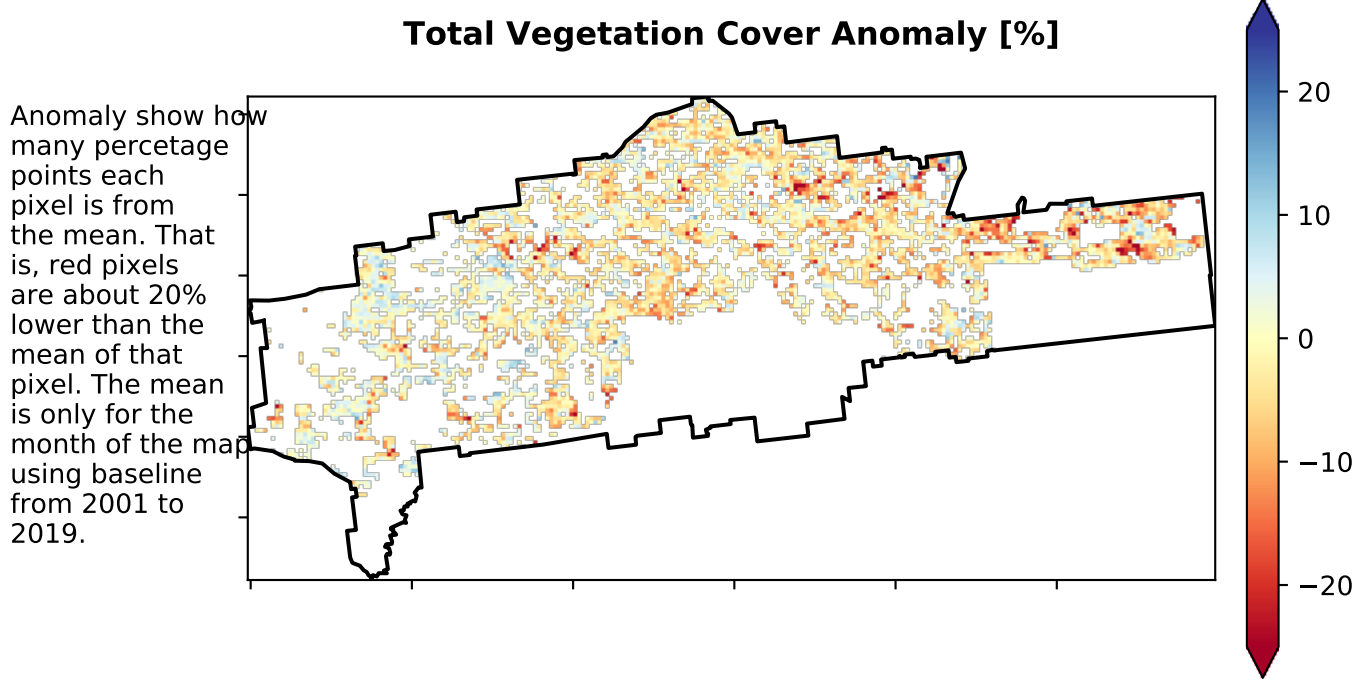 Total Vegetation Cover Anomaly [%]
Anomaly show how
many percetage
points each
pixel is from
the mean. That
is, red pixels
are about 20%
lower than the
mean of that
pixel. The mean
is only for the
month of the map
using baseline
from 2001 to
2019.
20
10
0
−10
−20